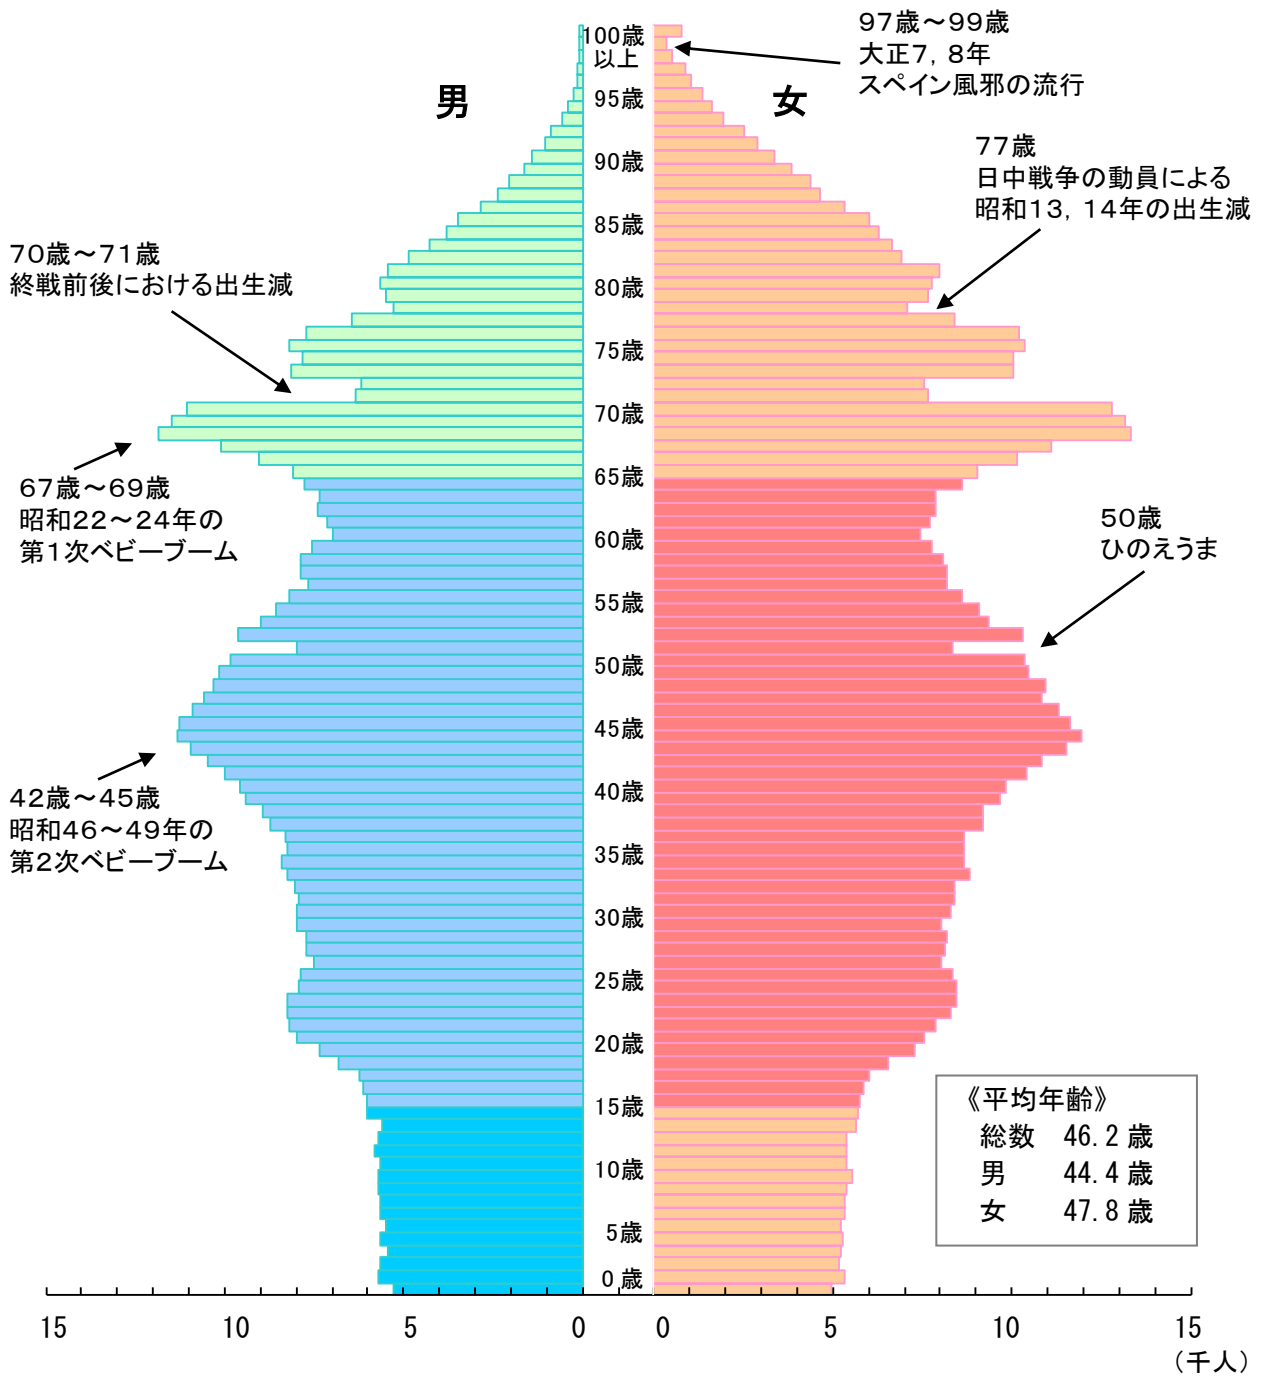 男
女
97歳～99歳
大正7，8年
スペイン風邪の流行
77歳
日中戦争の動員による
昭和13，14年の出生減
70歳～71歳
終戦前後における出生減
67歳～69歳
昭和22～24年の
第1次ベビーブーム
50歳
ひのえうま
42歳～45歳
昭和46～49年の
第2次ベビーブーム
100歳
以上
95歳
90歳
85歳
80歳
75歳
70歳
65歳
60歳
55歳
50歳
45歳
40歳
35歳
30歳
25歳
20歳
15歳
10歳
5歳
0歳
《平均年齢》
総数 46.2歳
男 44.4歳
女 47.8歳
15 10 5 0 0 5 10 15
（千人）